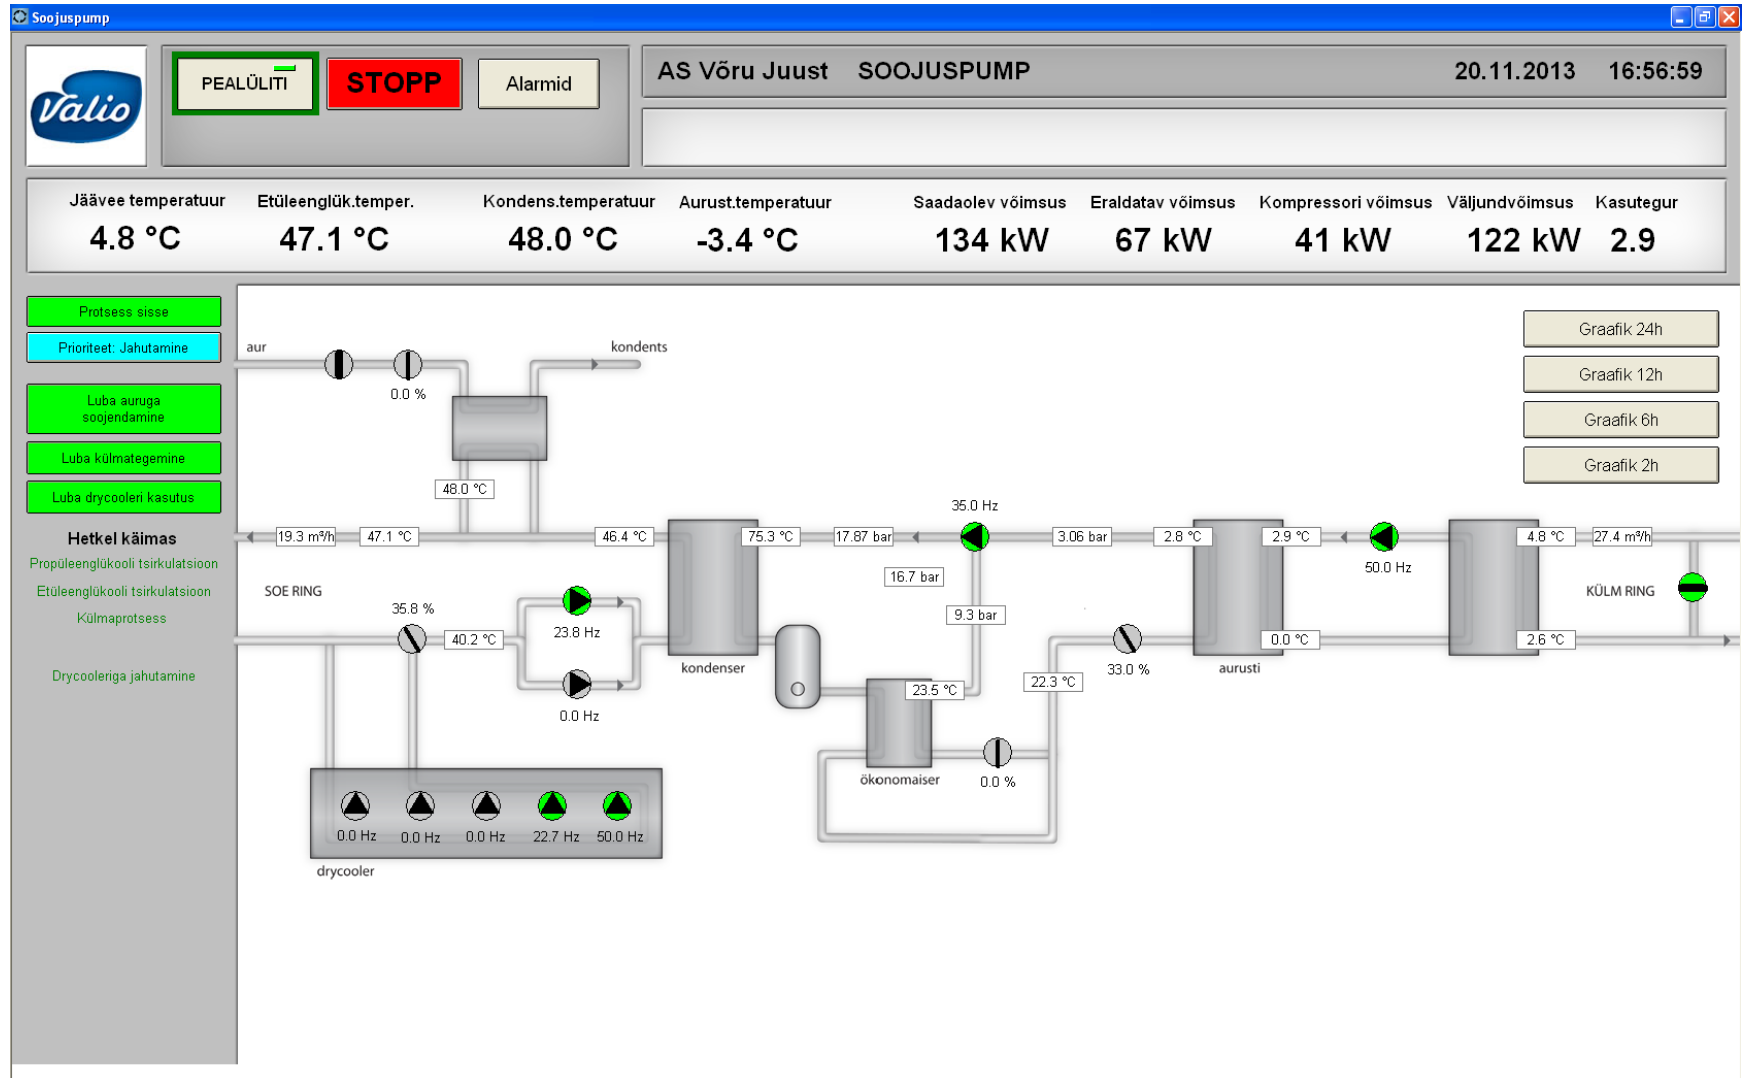 Soojuspump
Valio
PEALÜLITI
STOPP
Alarmid
AS Võru Juust SOOJUSPUMP
20.11.2013 16:56:59
Jäävee temperatuur
4.8 °C
Etüleenglük.temper.
47.1 °C
Kondens.temperatuur
48.0 °C
Aurust.temperatuur
-3.4 °C
Saadaolev võimsus
134 kW
Eraldatav võimsus
67 kW
Kompressori võimsus
41 kW
Väljundvõimsus
122 kW
Kasutegur
2.9
Protsess sisse
Prioriteet: Jahutamine
Luba auruga
soojendamine
Luba külmategemine
Luba drycooleri kasutus
Hetkel käimas
Propüleenglükooli tsirkulatsioon
Etüleenglükooli tsirkulatsioon
Külmaprotsess
Drycooleriga jahutamine
Graafik 24h
Graafik 12h
Graafik 6h
Graafik 2h
aur
kondents
0.0 %
48.0 °C
35.0 Hz
19.3 m³/h
47.1 °C
46.4 °C
75.3 °C
17.87 bar
3.06 bar
2.8 °C
2.9 °C
4.8 °C
27.4 m³/h
50.0 Hz
16.7 bar
9.3 bar
SOE RING
KÜLM RING
35.8 %
23.8 Hz
40.2 °C
0.0 °C
2.6 °C
33.0 %
kondenser
aurusti
23.5 °C
22.3 °C
0.0 Hz
ökonomaiser
0.0 %
0.0 Hz
0.0 Hz
0.0 Hz
22.7 Hz
50.0 Hz
drycooler